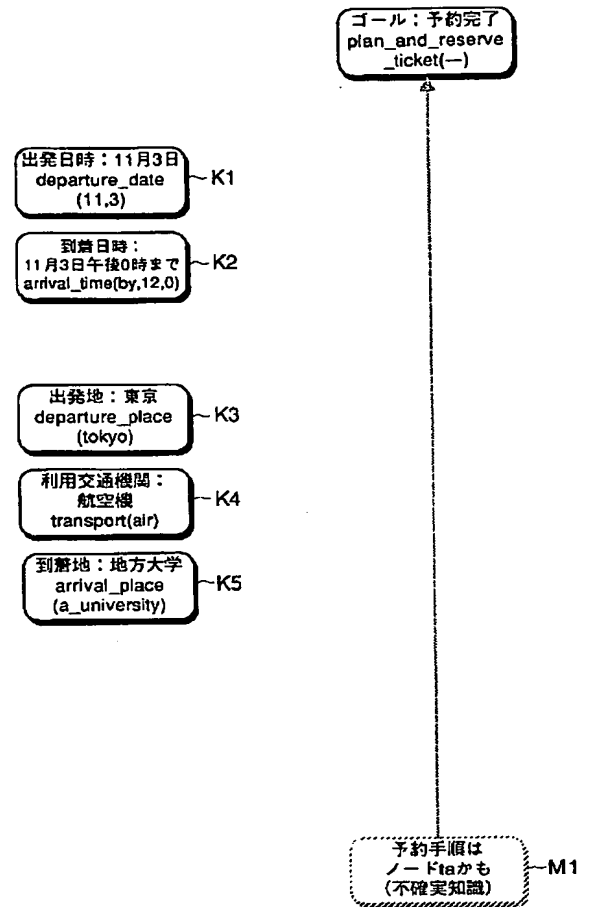 ゴール：予約完了
plan_and_reserve
_ticket(―)
出発日時：11月3日
departure_date
(11,3)
K1
到着日時：
11月3日午後0時まで
arrival_time(by,12,0)
K2
出発地：東京
departure_place
(tokyo)
K3
利用交通機関：
航空機
transport(air)
K4
到着地：地方大学
arrival_place
(a_university)
K5
予約手順は
ノードtaかも
(不確実知識)
M1